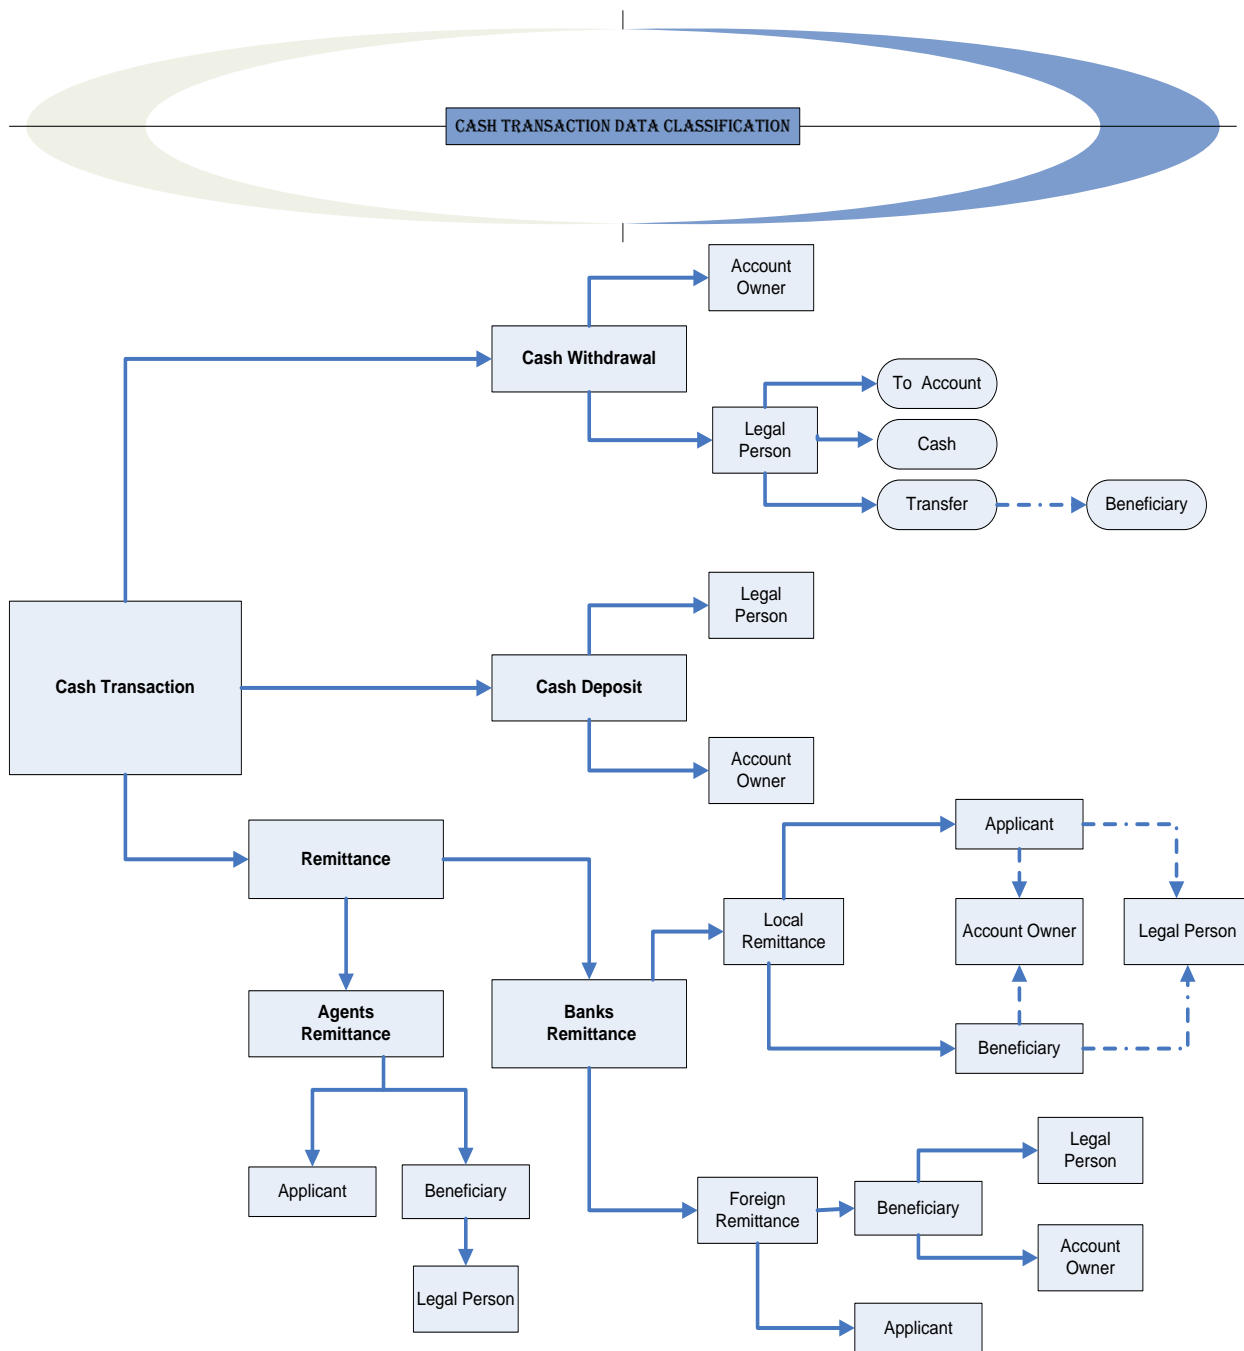 CASH TRANSACTION DATA CLASSIFICATION
Account
Owner
Cash Withdrawal
To Account
Legal
Person
Cash
Transfer
Beneficiary
Legal
Person
Cash Transaction
Cash Deposit
Account
Owner
Applicant
Remittance
Local
Remittance
Account Owner
Legal Person
Agents
Remittance
Banks
Remittance
Beneficiary
Legal
Person
Applicant
Beneficiary
Foreign
Remittance
Beneficiary
Account
Owner
Legal Person
Applicant